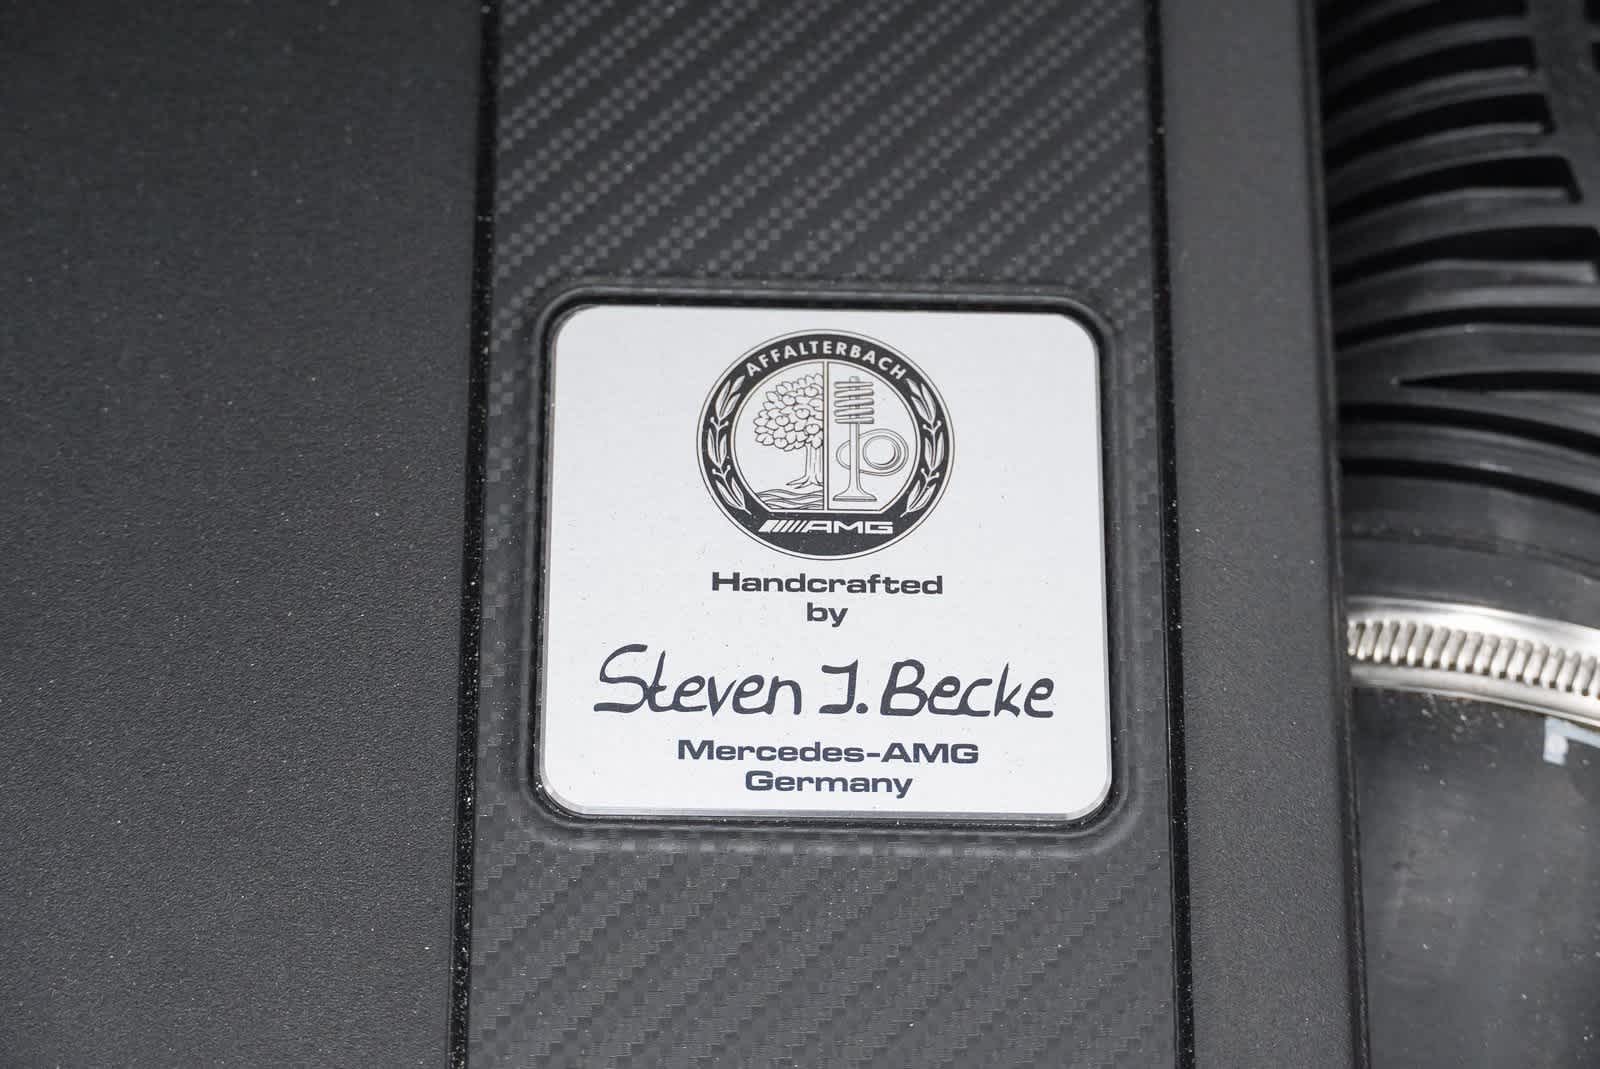 AFFALTERBACH
AMG
Handcrafted
by
Steven J. Becke
Mercedes-AMG
Germany